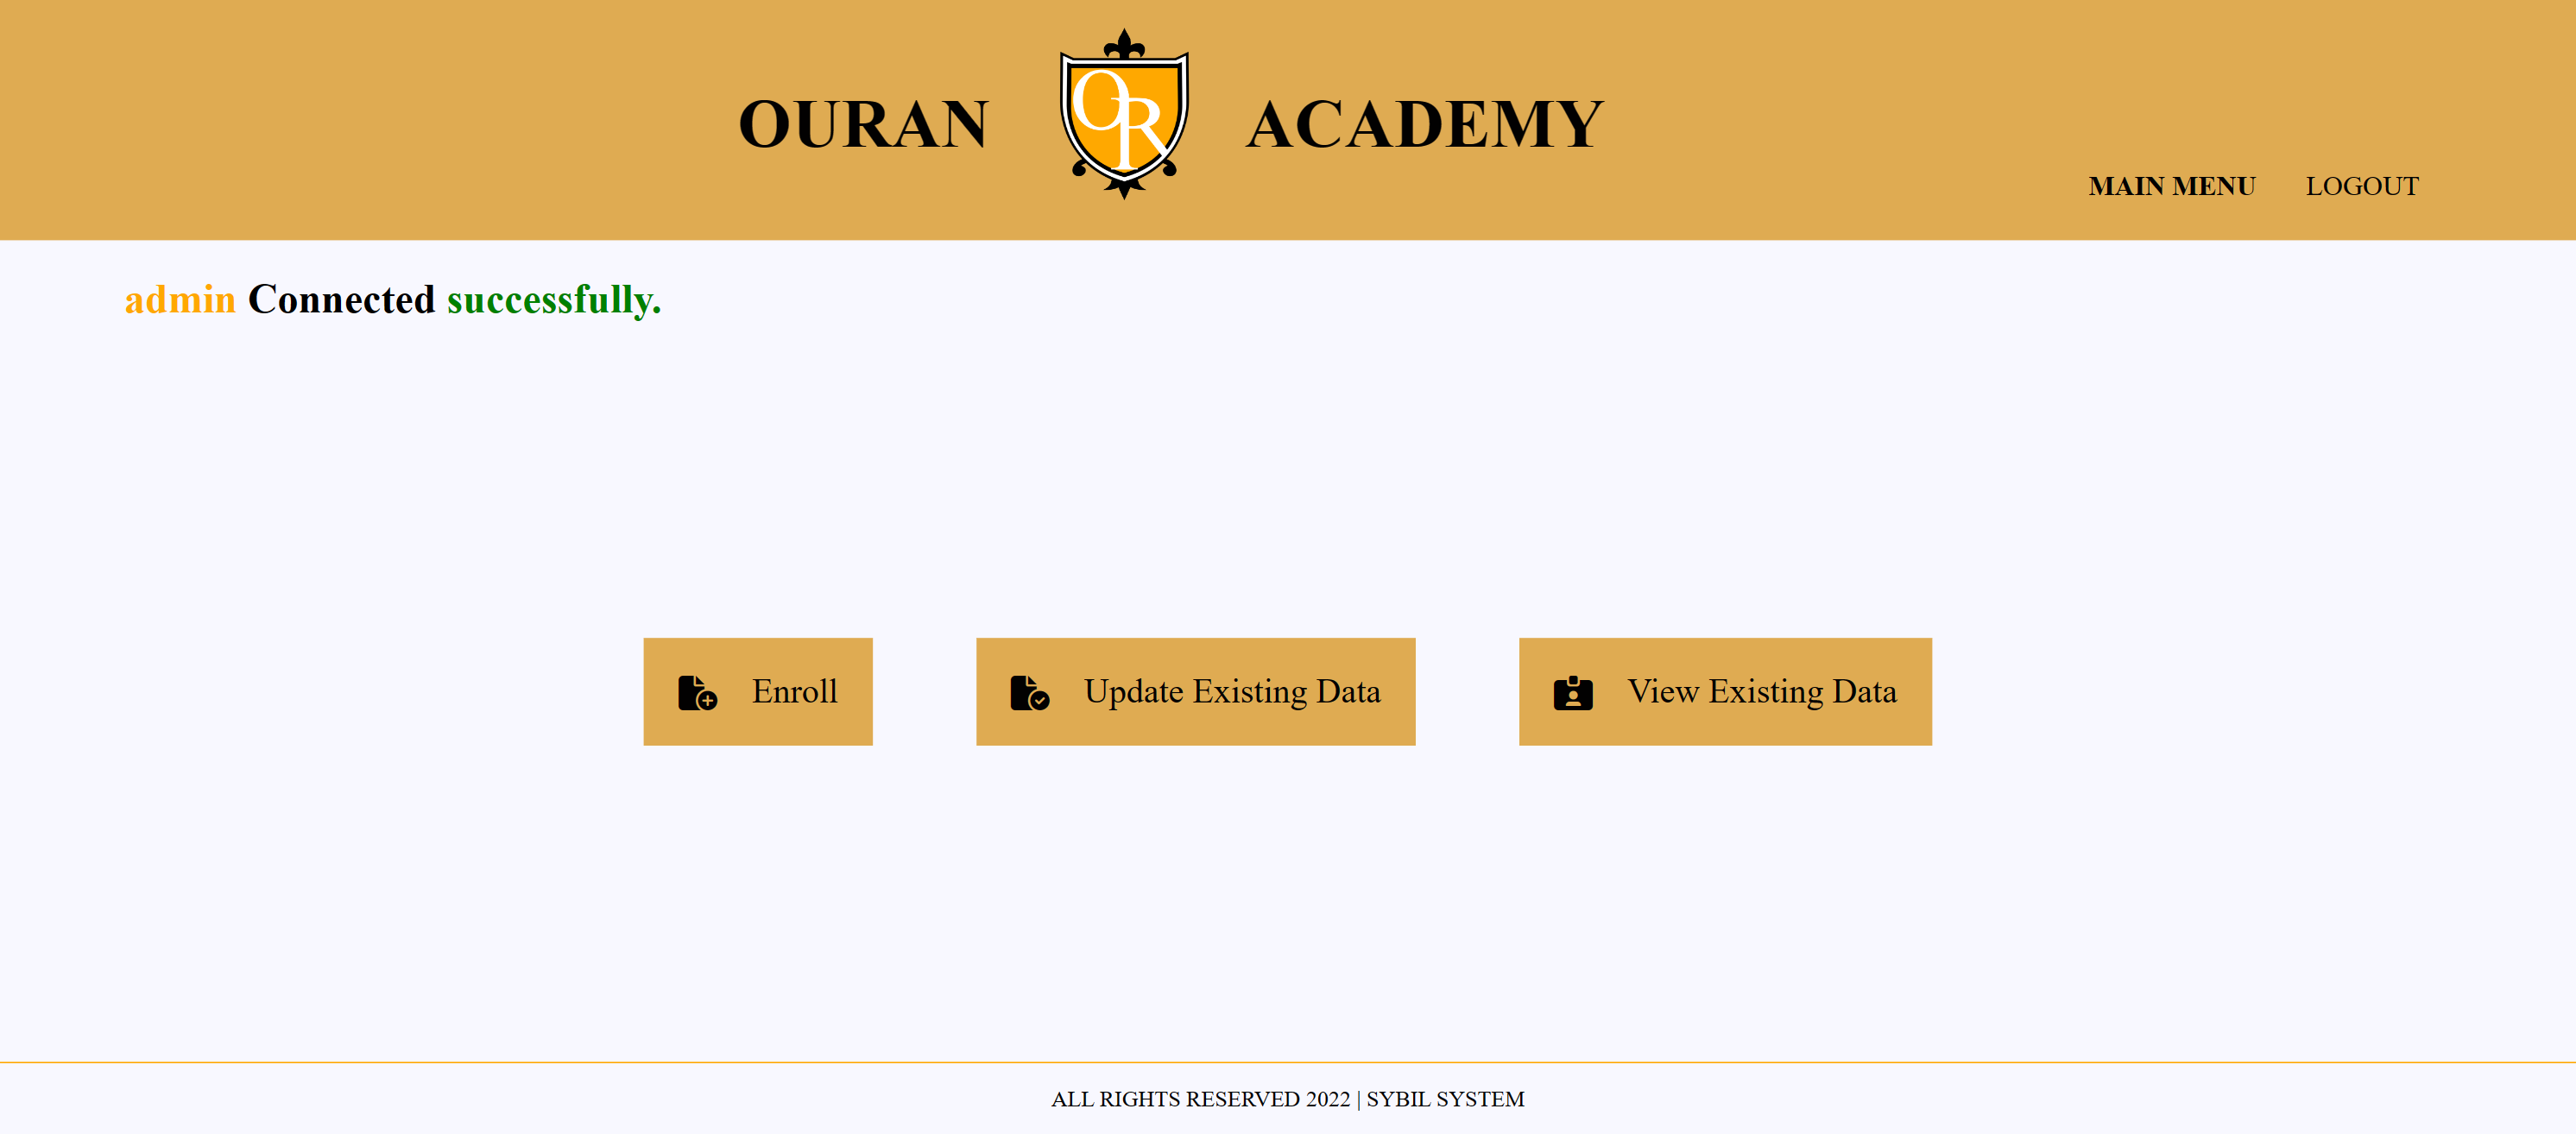 OURAN OR ACADEMY
MAIN MENU LOGOUT
admin Connected successfully.
Enroll
Update Existing Data
View Existing Data
ALL RIGHTS RESERVED 2022 | SYBIL SYSTEM